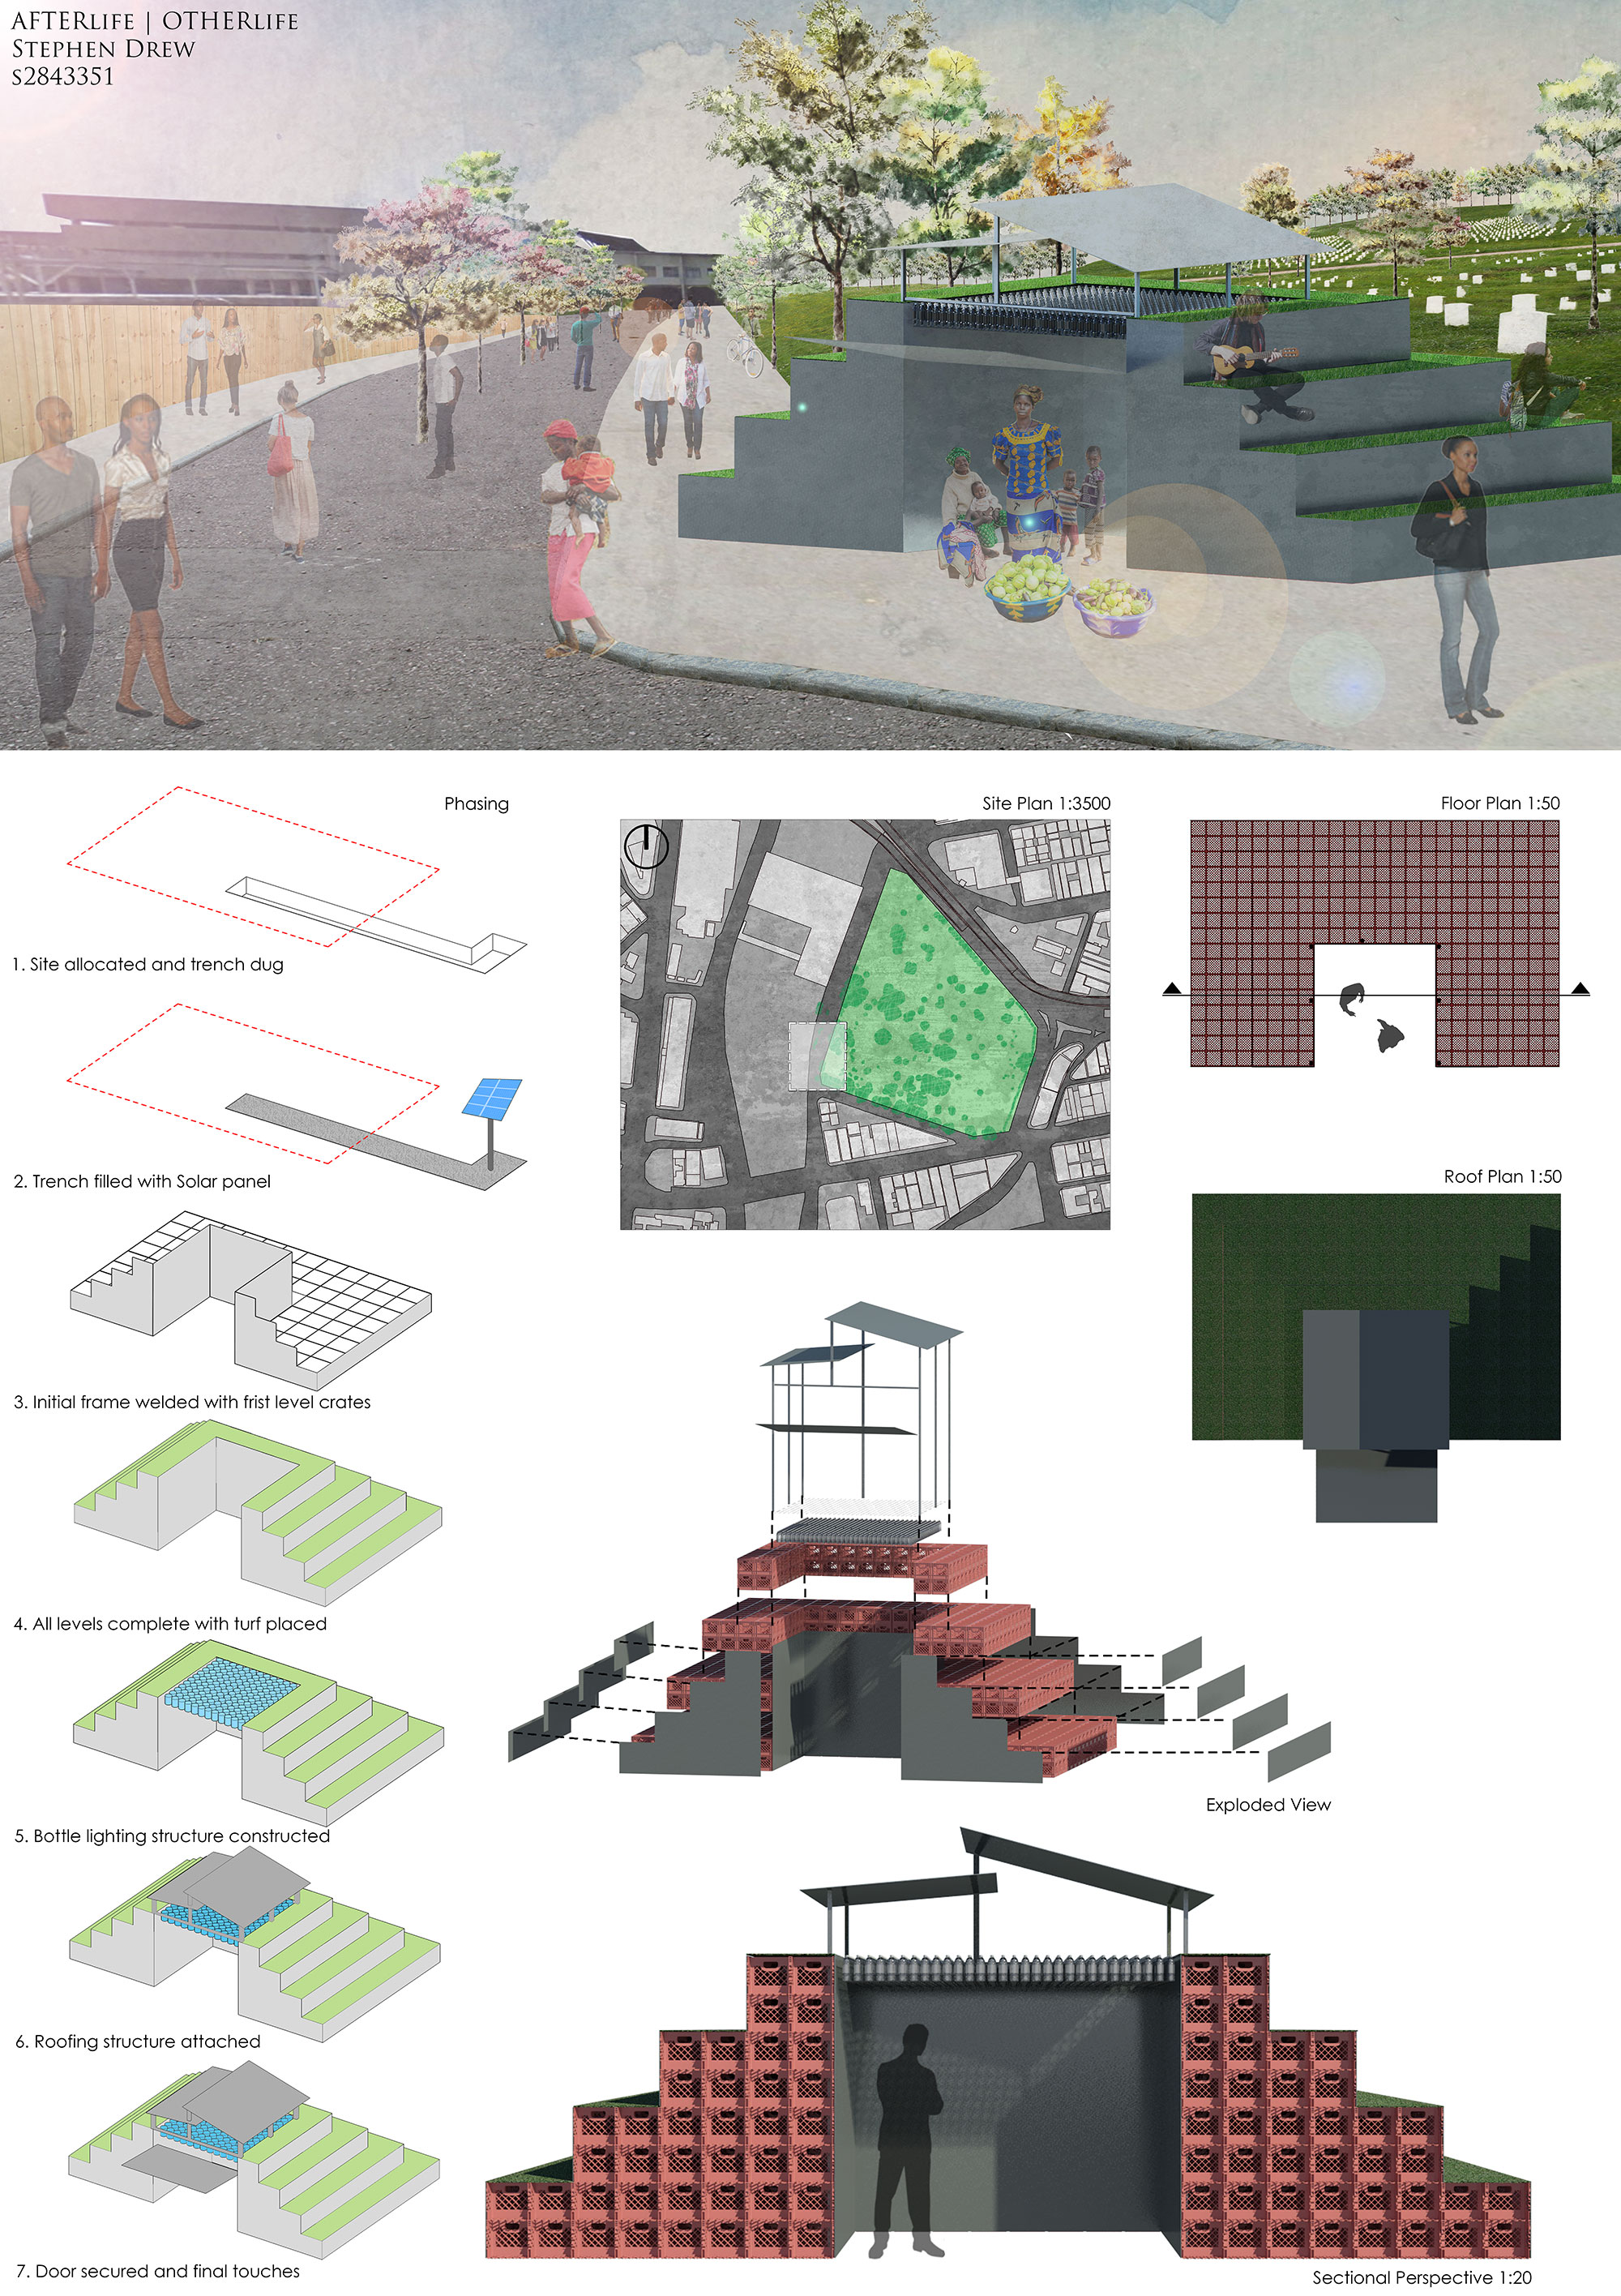 AFTERLIFE | OTHERLIFE
STEPHEN DREW
S2843351
Phasing
1. Site allocated and trench dug
2. Trench filled with Solar panel
3. Initial frame welded with frist level crates
4. All levels complete with turf placed
5. Bottle lighting structure constructed
6. Roofing structure attached
7. Door secured and final touches
Site Plan 1:3500
Floor Plan 1:50
Roof Plan 1:50
Exploded View
Sectional Perspective 1:20